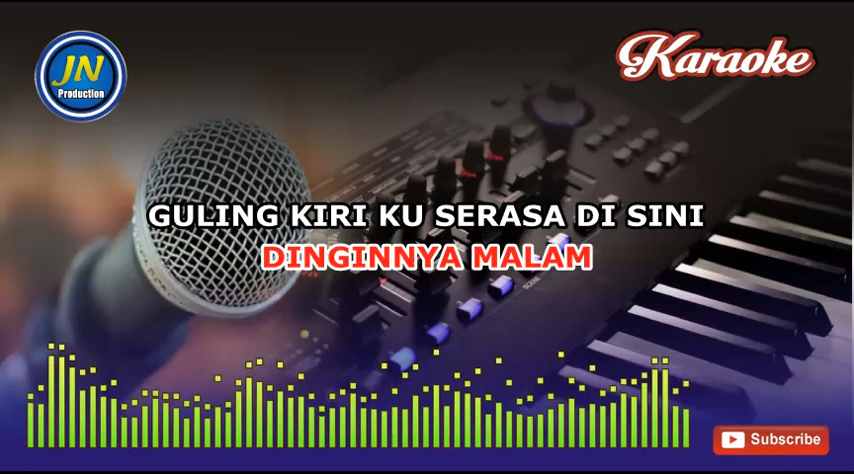 JN
Production
Karaoke
GULING KIRI KU SERASA DI SINI
DINGINNYA MALAM
Subscribe